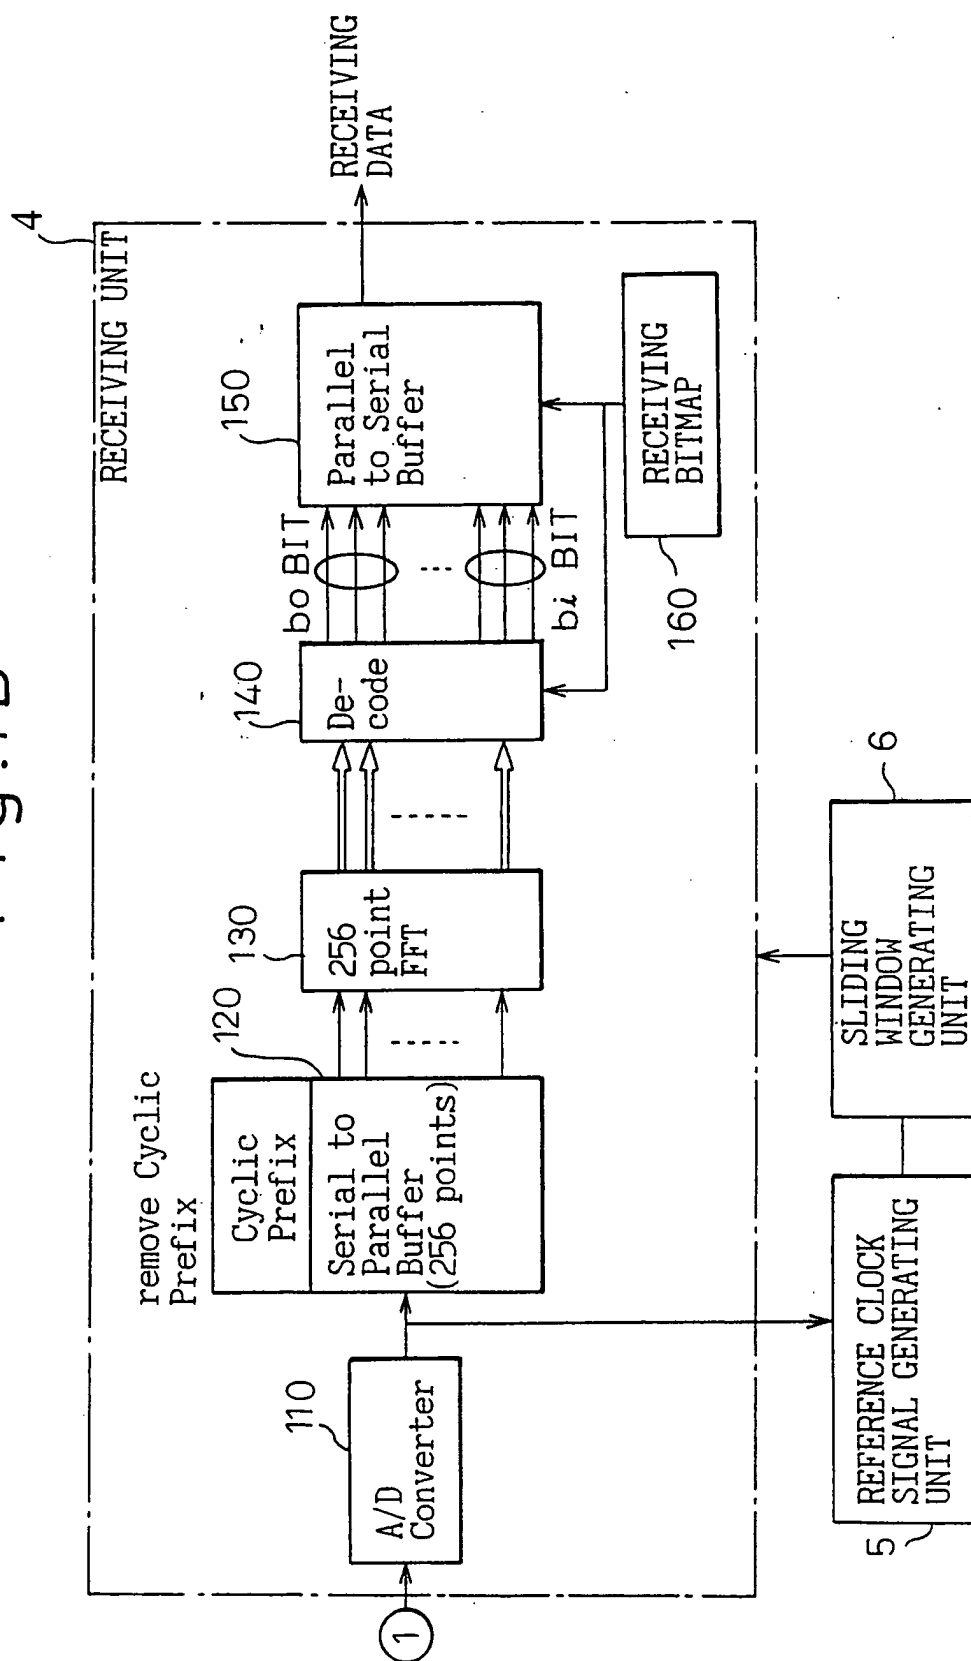 4
RECEIVING UNIT
RECEIVING
DATA
remove Cyclic
Prefix
110
A/D
Converter
1
120
Cyclic
Prefix
Serial to
Parallel
Buffer
(256 points)
130
256
point
FFT
140
De-
code
bo BIT
bi BIT
150
Parallel
to Serial
Buffer
160
RECEIVING
BITMAP
5
REFERENCE CLOCK
SIGNAL GENERATING
UNIT
6
SLIDING
WINDOW
GENERATING
UNIT